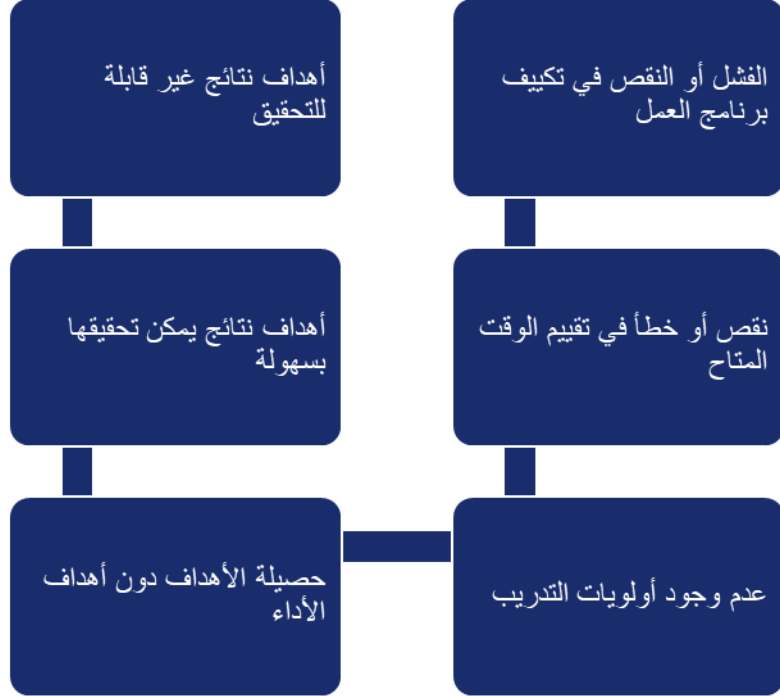 أهداف نتائج غير قابلة
للتحقيق
أهداف نتائج يمكن تحقيقها
بسهولة
حصيلة الأهداف دون أهداف
الأداء
عدم وجود أولويات التدريب
نقص أو خطأ في تقييم الوقت
المتاح
الفشل أو النقص في تكييف
برنامج العمل